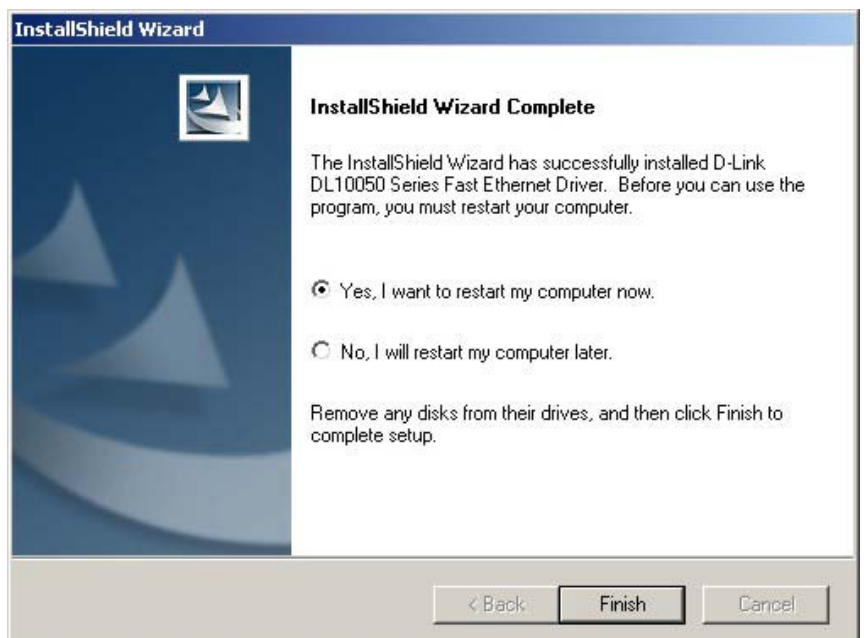 InstallShield Wizard
InstallShield Wizard Complete
The InstallShield Wizard has successfully installed D-Link
DL10050 Series Fast Ethernet Driver.  Before you can use the
program, you must restart your computer.
Yes, I want to restart my computer now.
No, I will restart my computer later.
Remove any disks from their drives, and then click Finish to
complete setup.
< Back Finish Cancel